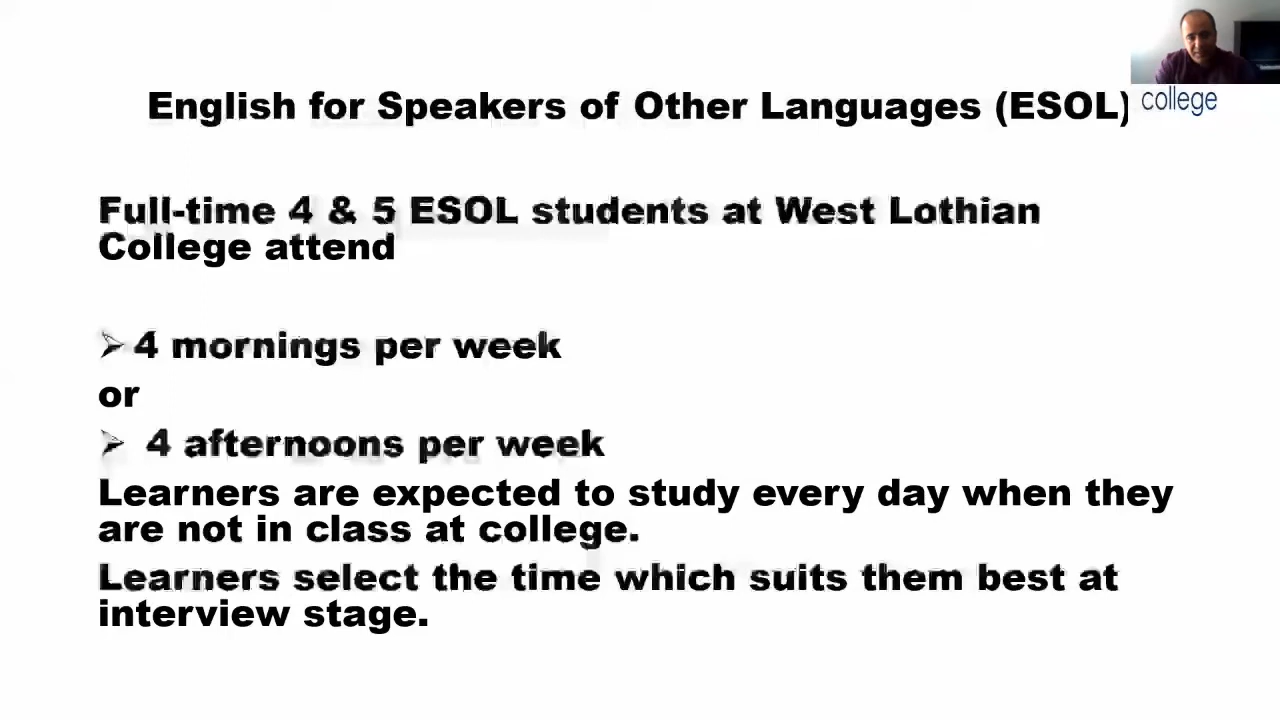 English for Speakers of Other Languages (ESOL)
college
Full-time 4 & 5 ESOL students at West Lothian
College attend
➢ 4 mornings per week
or
➢ 4 afternoons per week
Learners are expected to study every day when they
are not in class at college.
Learners select the time which suits them best at
interview stage.